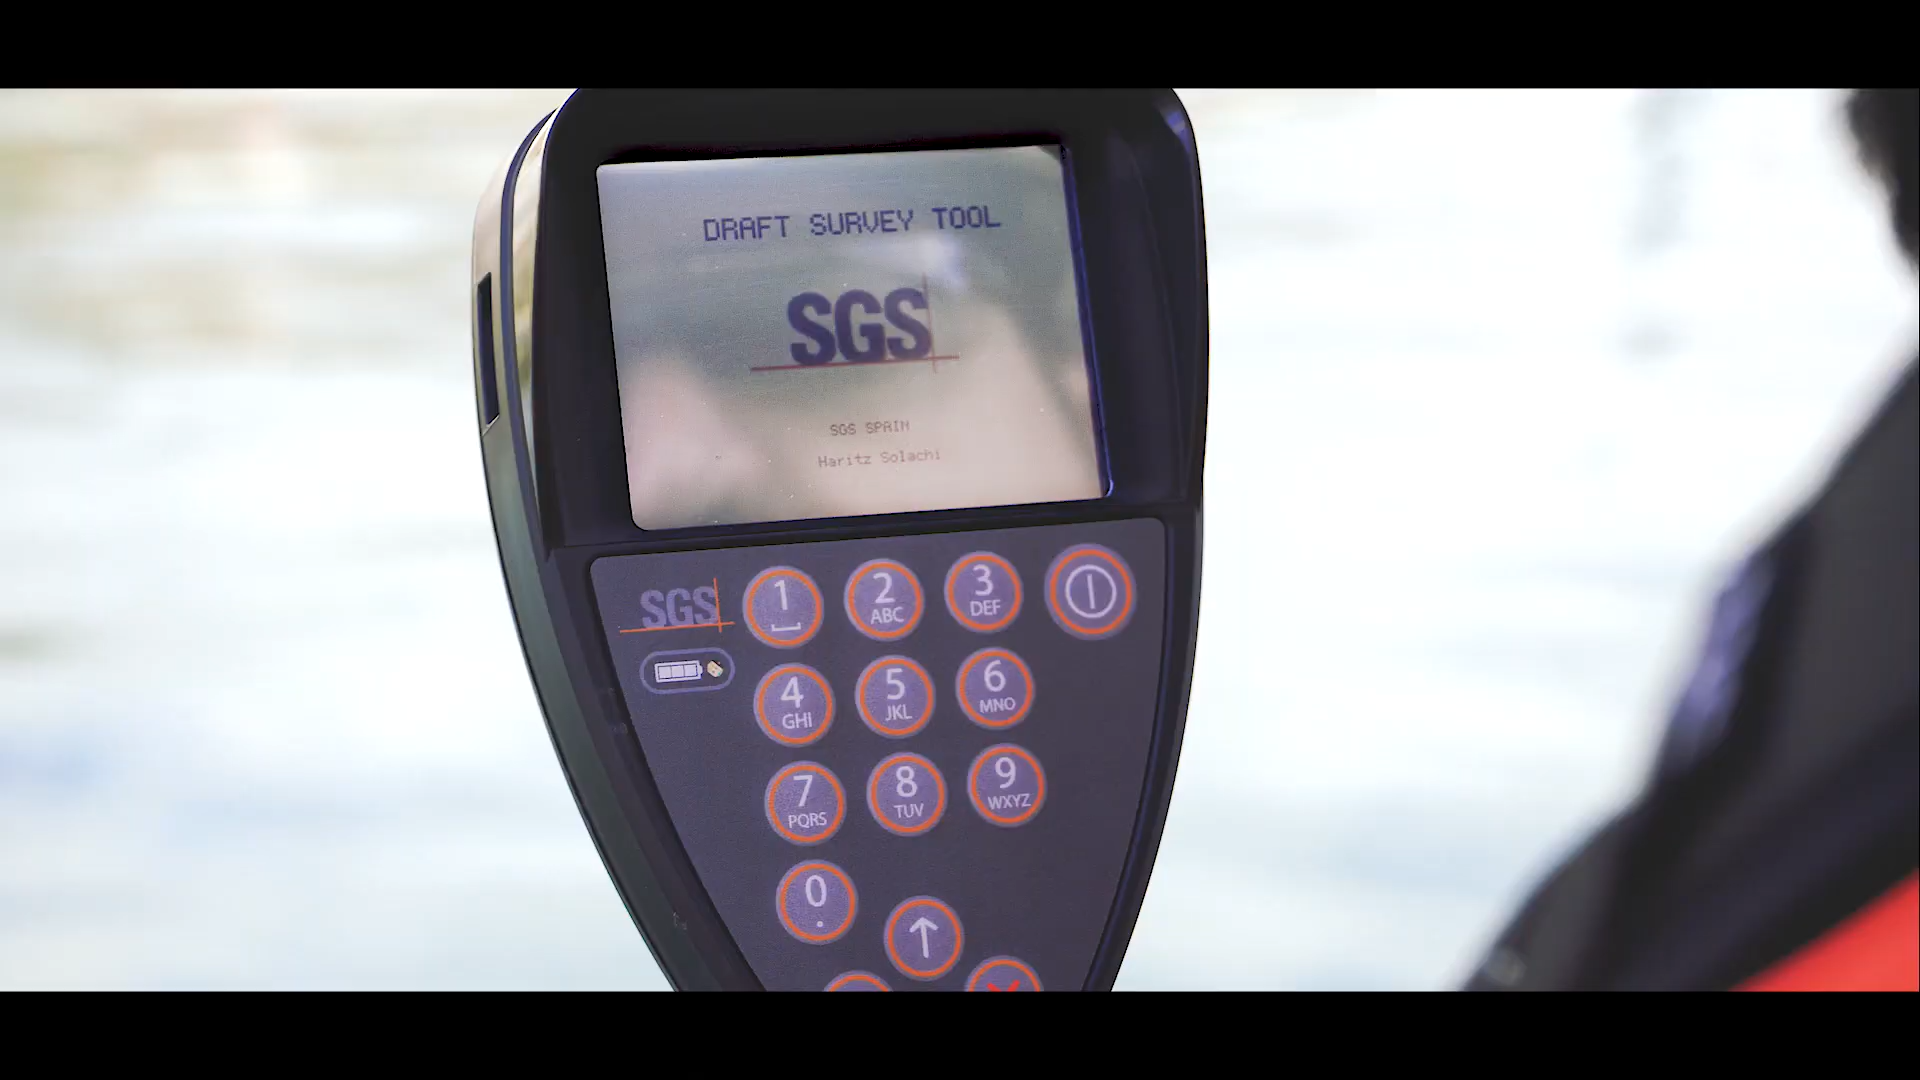 DRAFT SURVEY TOOL
SGS
SGS SPAIN
Haritz Solachi
SGS
1
2 ABC
3 DEF
4 GHI
5 JKL
6 MNO
7 PQRS
8 TUV
9 WXYZ
0 .